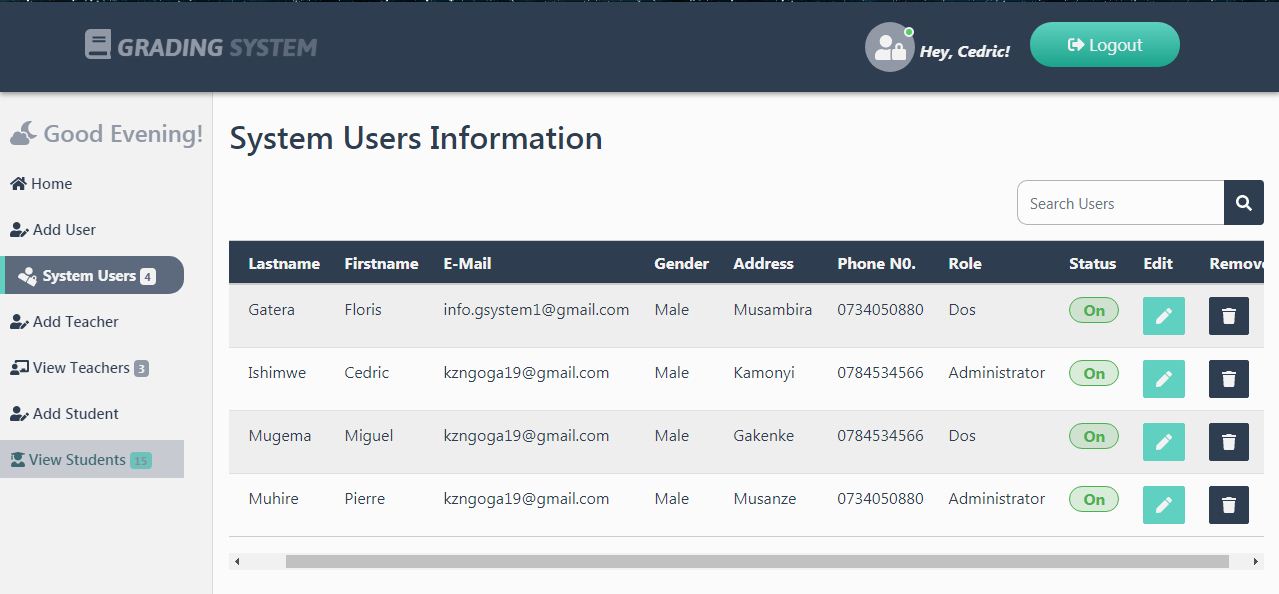 GRADING SYSTEM
Hey, Cedric!
Logout
Good Evening!
Home
Add User
System Users 4
Add Teacher
View Teachers 3
Add Student
View Students 15
System Users Information
Search Users
Lastname Firstname E-Mail Gender Address Phone N0. Role Status Edit Remove
Gatera Floris info.gsystem1@gmail.com Male Musambira 0734050880 Dos On
Ishimwe Cedric kzngoga19@gmail.com Male Kamonyi 0784534566 Administrator On
Mugema Miguel kzngoga19@gmail.com Male Gakenke 0784534566 Dos On
Muhire Pierre kzngoga19@gmail.com Male Musanze 0734050880 Administrator On